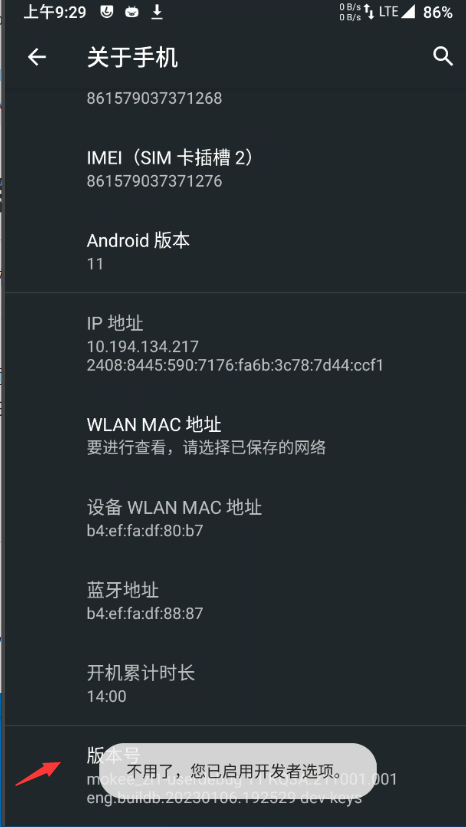 上午9:29
0 B/s
0 B/s
LTE
86%
关于手机
861579037371268
IMEI（SIM 卡插槽 2）
861579037371276
Android 版本
11
IP 地址
10.194.134.217
2408:8445:590:7176:fa6b:3c78:7d44:ccf1
WLAN MAC 地址
要进行查看，请选择已保存的网络
设备 WLAN MAC 地址
b4:ef:fa:df:80:b7
蓝牙地址
b4:ef:fa:df:88:87
开机累计时长
14:00
版本号
不用了，您已启用开发者选项。
eng.buildb.20230106.192529 dev-keys